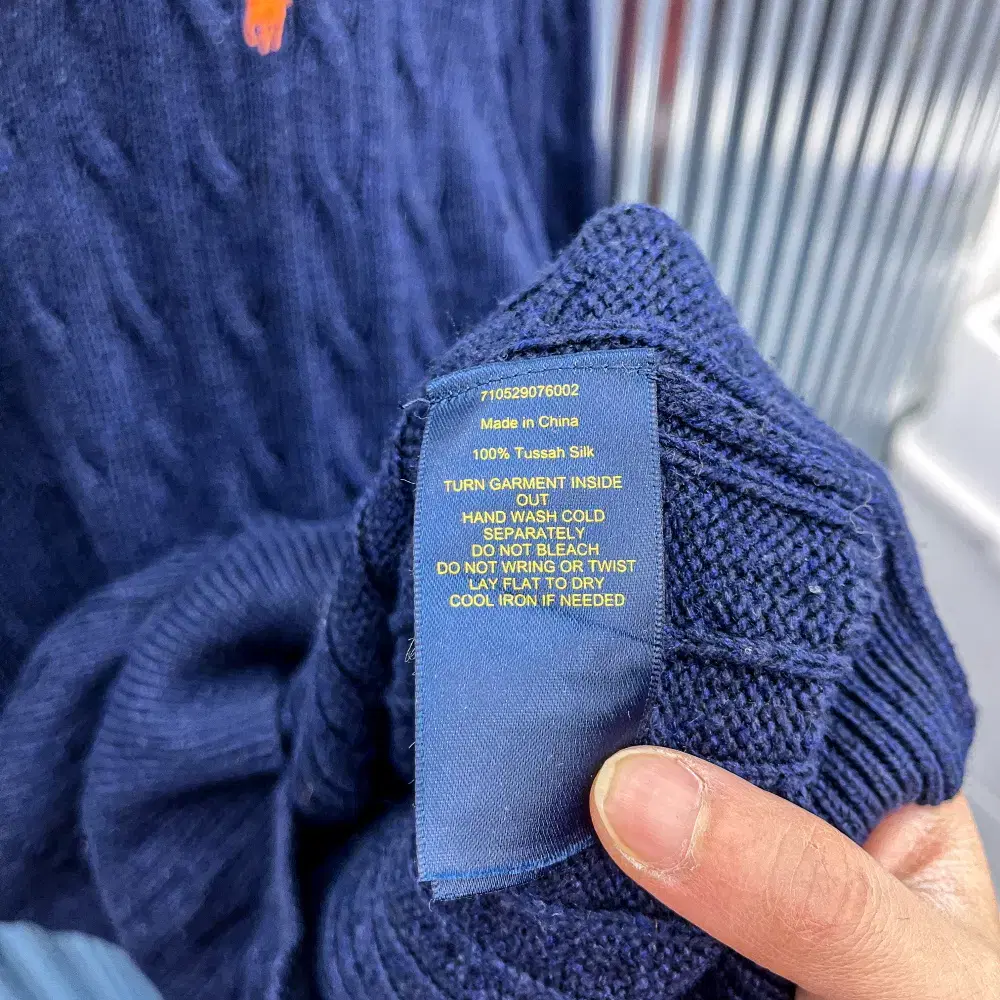 710529076002
Made in China
100% Tussah Silk
TURN GARMENT INSIDE
OUT
HAND WASH COLD
SEPARATELY
DO NOT BLEACH
DO NOT WRING OR TWIST
LAY FLAT TO DRY
COOL IRON IF NEEDED